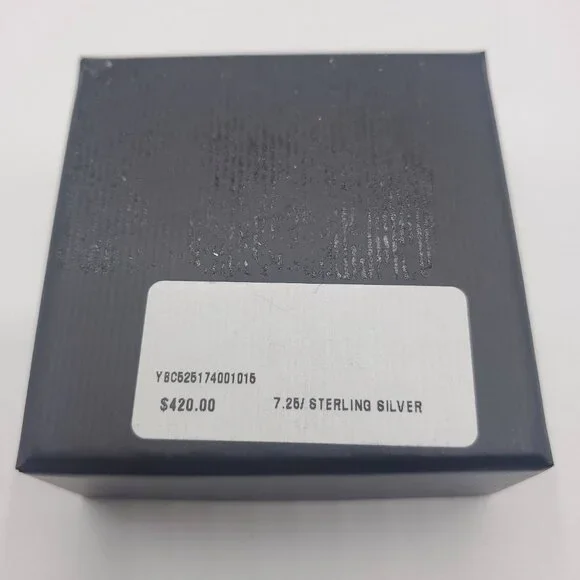 YBC525174001015
$420.00 7.25/ STERLING SILVER